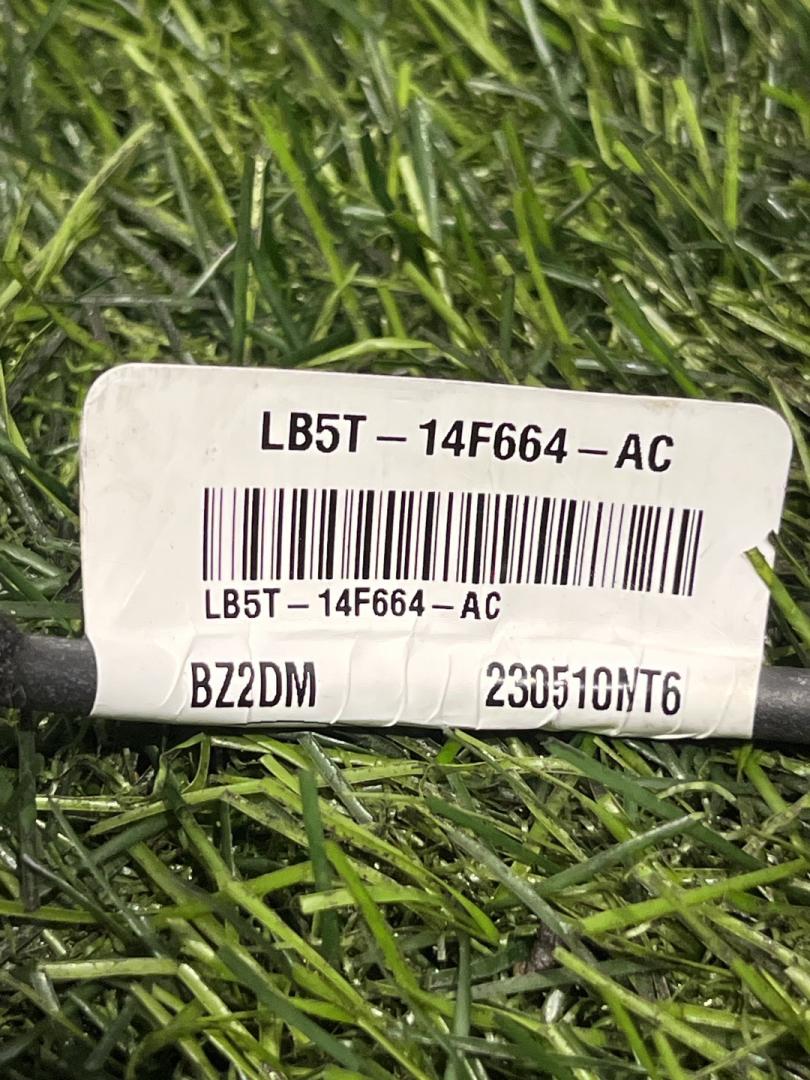 LB5T – 14F664 – AC
LB5T – 14F664 – AC
BZ2DM 230510NT6